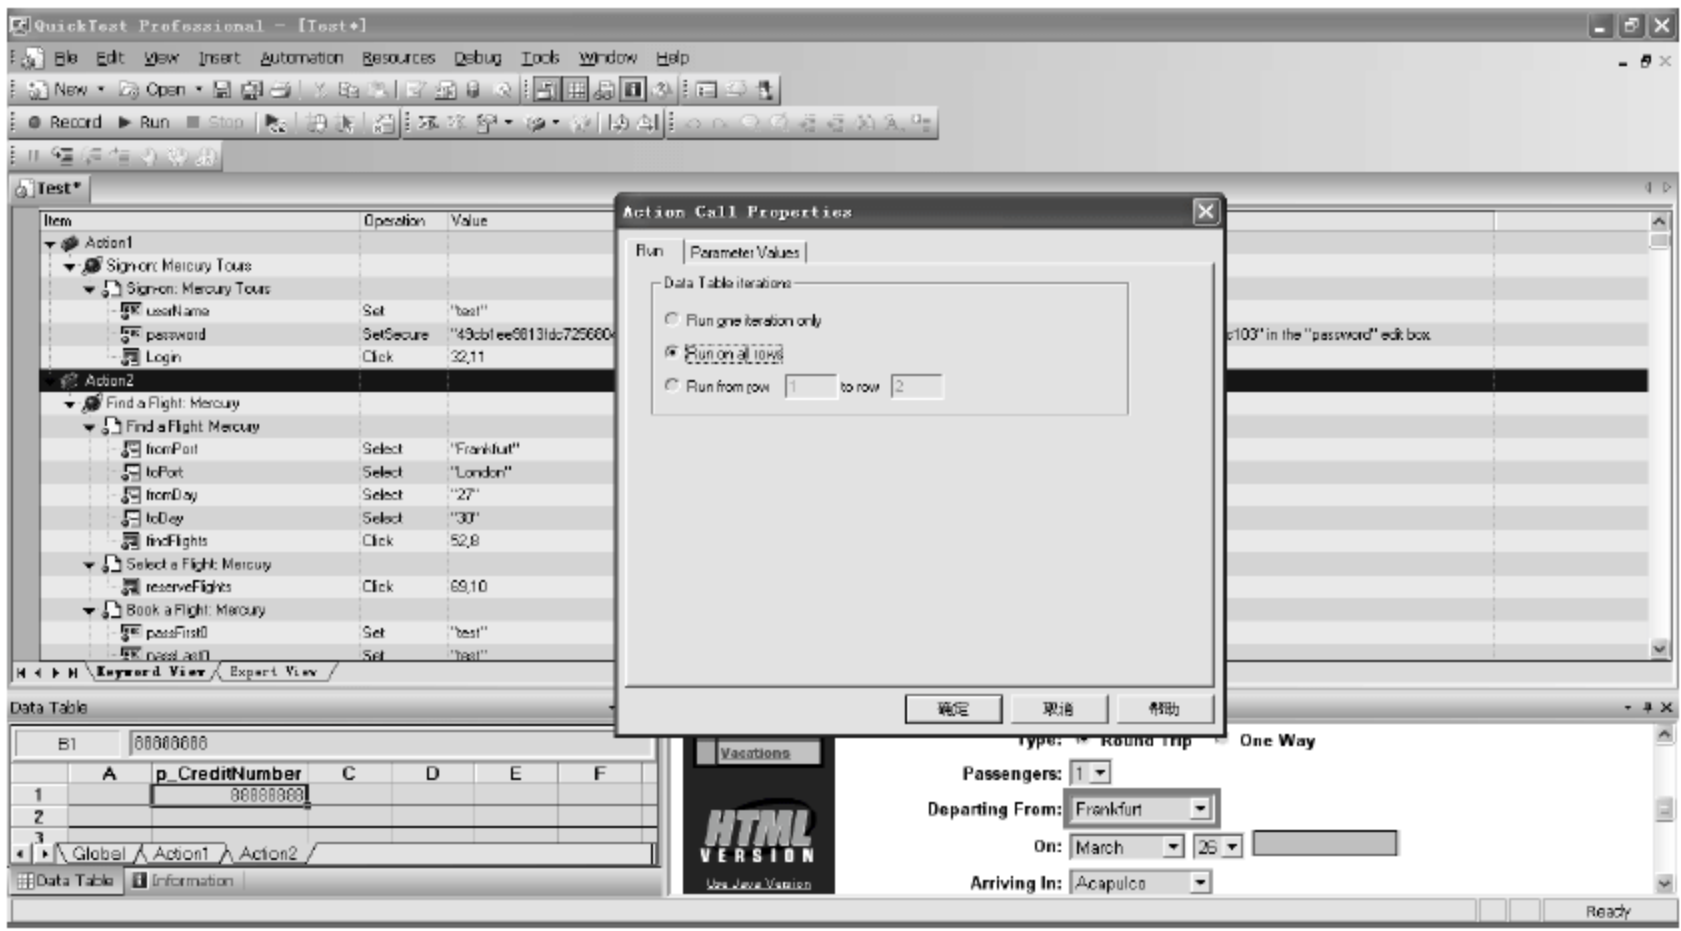 QuickTest Professional - [Test*]
File Edit View Insert Automation Resources Debug Tools Window Help
New Open
Record Run Stop
Test*
Item Operation Value
Action1
Sign-on: Mercury Tours
Sign-on: Mercury Tours
userName Set "test"
password SetSecure "49cb1ee9813fdc725680 c103" in the "password" edit box.
Login Click 32,11
Action2
Find a Flight: Mercury
Find a Flight: Mercury
fromPort Select "Frankfurt"
toPort Select "London"
fromDay Select "27"
toDay Select "30"
findFlights Click 52,8
Select a Flight: Mercury
reserveFlights Click 69,10
Book a Flight: Mercury
passFirst0 Set "test"
passLast0 Set "test"
Keyword View Expert View
Action Call Properties
Run Parameter Values
Data Table iterations
Run one iteration only
Run on all rows
Run from row 1 to row 2
确定 取消 帮助
Data Table
B1 88888888
A p_CreditNumber C D E F
1 88888888
2
3
Global Action1 Action2
Data Table Information
Vacations
HTML
VERSION
Use Java Version
Type: Round Trip One Way
Passengers: 1
Departing From: Frankfurt
On: March 26
Arriving In: Acapulco
Ready